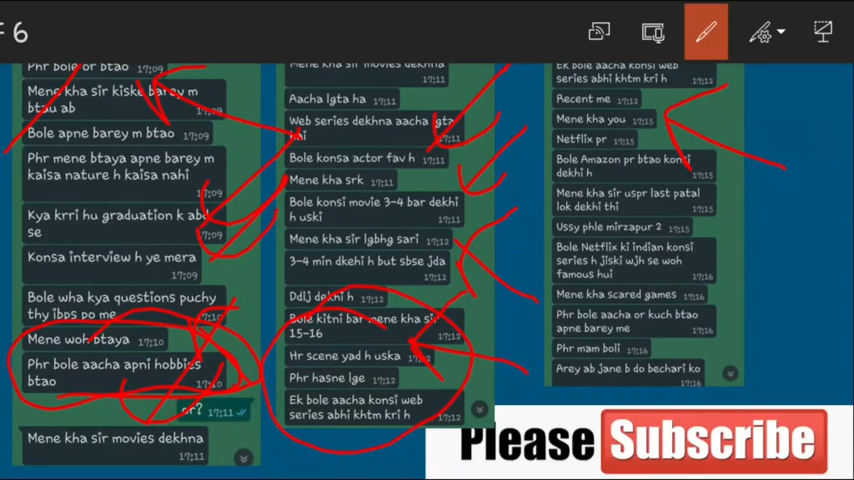 F 6
Phr bole or btao 17;09
Mene kha sir kiske barey m
btau ab 17;09
Bole apne barey m btao 17;09
Phr mene btaya apne barey m
kaisa nature h kaisa nahi
17;09
Kya krri hu graduation k abd
se 17;09
Konsa interview h ye mera
17;09
Bole wha kya questions puchy
thy ibps po me 17;10
Mene woh btaya 17;10
Phr bole aacha apni hobbies
btao 17;10
or? 17;11
Mene kha sir movies dekhna
17;11
Mene kha sir movies dekhna
17;11
Aacha lgta ha 17;11
Web series dekhna aacha lgta
hai 17;11
Bole konsa actor fav h 17;11
Mene kha srk 17;11
Bole konsi movie 3-4 bar dekhi
h uski 17;11
Mene kha sir lgbhg sari 17;12
3-4 min dkehi h but sbse jda
17;12
Ddlj dekhi h 17;12
Bole kitni bar mene kha sir
15-16 17;12
Hr scene yad h uska 17;12
Phr hasne lge 17;12
Ek bole aacha konsi web
series abhi khtm kri h 17;12
Ek bole aacha konsi web
series abhi khtm kri h 17;12
Recent me 17;12
Mene kha you 17;15
Netflix pr 17;15
Bole Amazon pr btao konsi
dekhi h 17;15
Mene kha sir uspr last patal
lok dekhi thi 17;15
Ussy phle mirzapur 2 17;15
Bole Netflix ki indian konsi
series h jiski wjh se woh
famous hui 17;16
Mene kha scared games 17;16
Phr bole aacha or kuch btao
apne barey me 17;16
Phr mam boli 17;16
Arey ab jane b do bechari ko
17;16
Please Subscribe